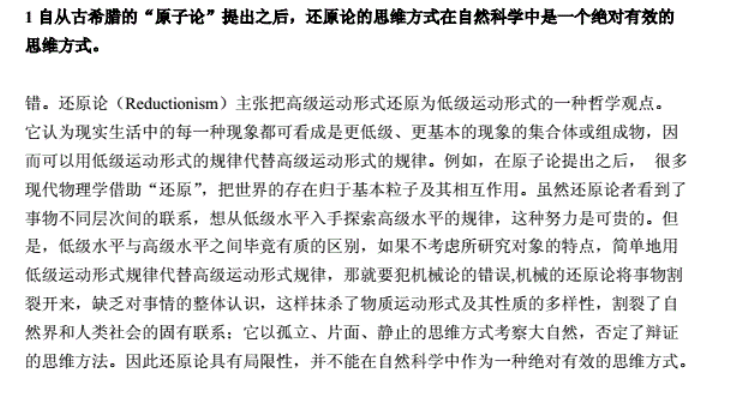 1 自从古希腊的“原子论”提出之后，还原论的思维方式在自然科学中是一个绝对有效的
思维方式。
错。还原论（Reductionism）主张把高级运动形式还原为低级运动形式的一种哲学观点。
它认为现实生活中的每一种现象都可看成是更低级、更基本的现象的集合体或组成物，因
而可以用低级运动形式的规律代替高级运动形式的规律。例如，在原子论提出之后， 很多
现代物理学借助“还原”，把世界的存在归于基本粒子及其相互作用。虽然还原论者看到了
事物不同层次间的联系，想从低级水平入手探索高级水平的规律，这种努力是可贵的。但
是，低级水平与高级水平之间毕竟有质的区别，如果不考虑所研究对象的特点，简单地用
低级运动形式规律代替高级运动形式规律，那就要犯机械论的错误,机械的还原论将事物割
裂开来，缺乏对事情的整体认识，这样抹杀了物质运动形式及其性质的多样性，割裂了自
然界和人类社会的固有联系；它以孤立、片面、静止的思维方式考察大自然，否定了辩证
的思维方法。因此还原论具有局限性，并不能在自然科学中作为一种绝对有效的思维方式。